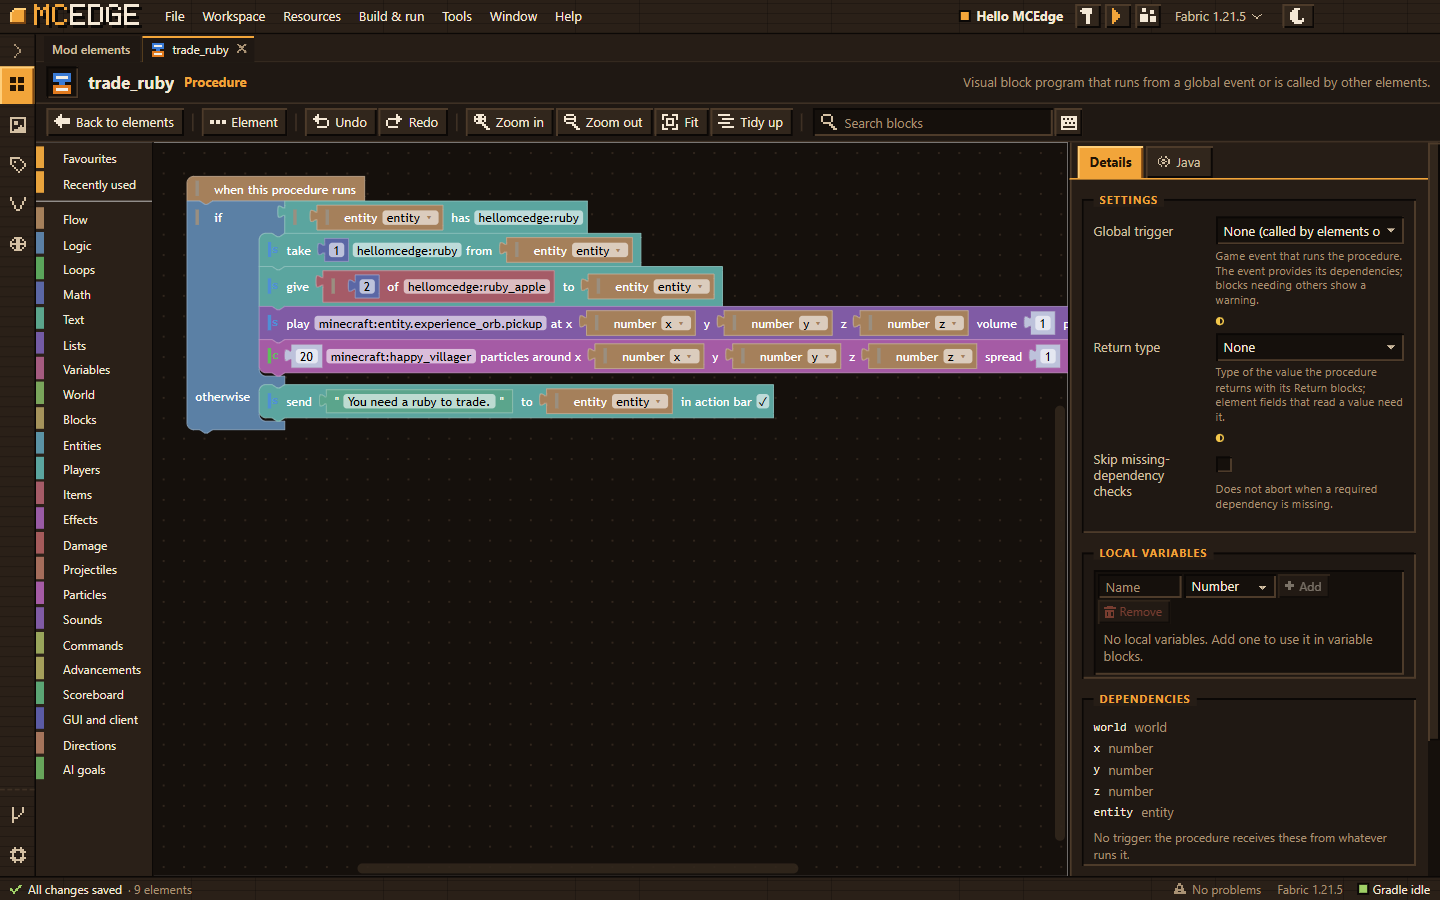 MCEDGE File Workspace Resources Build & run Tools Window Help Hello MCEdge Fabric 1.21.5
Mod elements trade_ruby
trade_ruby Procedure Visual block program that runs from a global event or is called by other elements.
Back to elements Element Undo Redo Zoom in Zoom out Fit Tidy up Search blocks
Favourites
Recently used
Flow
Logic
Loops
Math
Text
Lists
Variables
World
Blocks
Entities
Players
Items
Effects
Damage
Projectiles
Particles
Sounds
Commands
Advancements
Scoreboard
GUI and client
Directions
AI goals
when this procedure runs
if entity entity has hellomcedge:ruby
take 1 hellomcedge:ruby from entity entity
give 2 of hellomcedge:ruby_apple to entity entity
play minecraft:entity.experience_orb.pickup at x number x y number y z number z volume 1
20 minecraft:happy_villager particles around x number x y number y z number z spread 1
otherwise send " You need a ruby to trade. " to entity entity in action bar
Details Java
SETTINGS
Global trigger None (called by elements o
Game event that runs the procedure.
The event provides its dependencies;
blocks needing others show a
warning.
Return type None
Type of the value the procedure
returns with its Return blocks;
element fields that read a value need
it.
Skip missing-
dependency
checks
Does not abort when a required
dependency is missing.
LOCAL VARIABLES
Name Number Add
Remove
No local variables. Add one to use it in variable
blocks.
DEPENDENCIES
world world
x number
y number
z number
entity entity
No trigger: the procedure receives these from whatever
runs it.
All changes saved · 9 elements No problems Fabric 1.21.5 Gradle idle